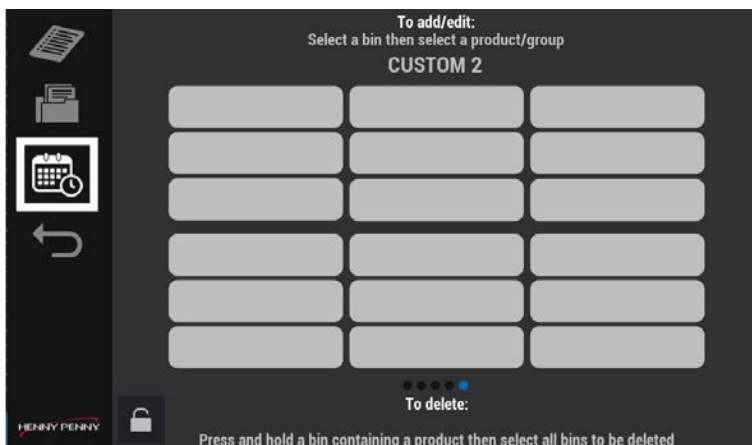 To add/edit:
Select a bin then select a product/group
CUSTOM 2
To delete:
HENNY PENNY
Press and hold a bin containing a product then select all bins to be deleted